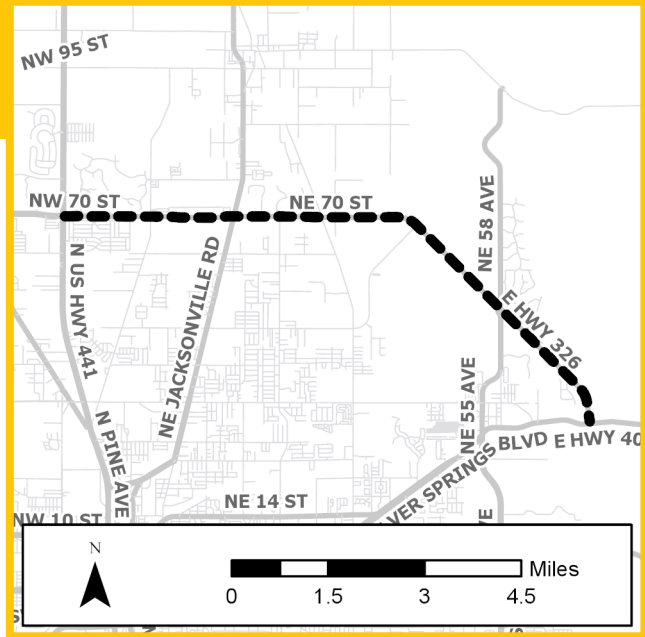 NW 95 ST
NW 70 ST
NE 70 ST
NE 58 AVE
N US HWY 441
NE JACKSONVILLE RD
E HWY 326
NE 55 AVE
N PINE AVE
BLVD
E HWY 40
SPRINGS
NE 14 ST
NW 10 ST
N
Miles
0 1.5 3 4.5